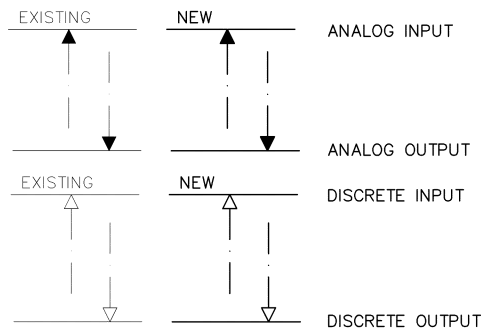 EXISTING NEW
ANALOG INPUT
ANALOG OUTPUT
EXISTING NEW
DISCRETE INPUT
DISCRETE OUTPUT